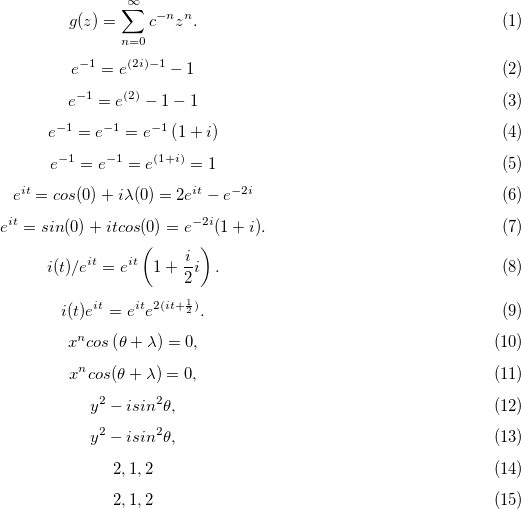 g(z) = \sum_{n=0}^{\infty} c^{-n} z^{n}. (1)
e^{-1} = e^{(2i)-1} - 1 (2)
e^{-1} = e^{(2)} - 1 - 1 (3)
e^{-1} = e^{-1} = e^{-1} (1 + i) (4)
e^{-1} = e^{-1} = e^{(1+i)} = 1 (5)
e^{it} = cos(0) + iλ(0) = 2e^{it} - e^{-2i} (6)
e^{it} = sin(0) + itcos(0) = e^{-2i}(1 + i). (7)
i(t)/e^{it} = e^{it} \left(1 + \frac{i}{2}i\right). (8)
i(t)e^{it} = e^{it}e^{2(it+\frac{1}{2})}. (9)
x^{n}cos (θ + λ) = 0, (10)
x^{n}cos(θ + λ) = 0, (11)
y^{2} - isin^{2}θ, (12)
y^{2} - isin^{2}θ, (13)
2, 1, 2 (14)
2, 1, 2 (15)